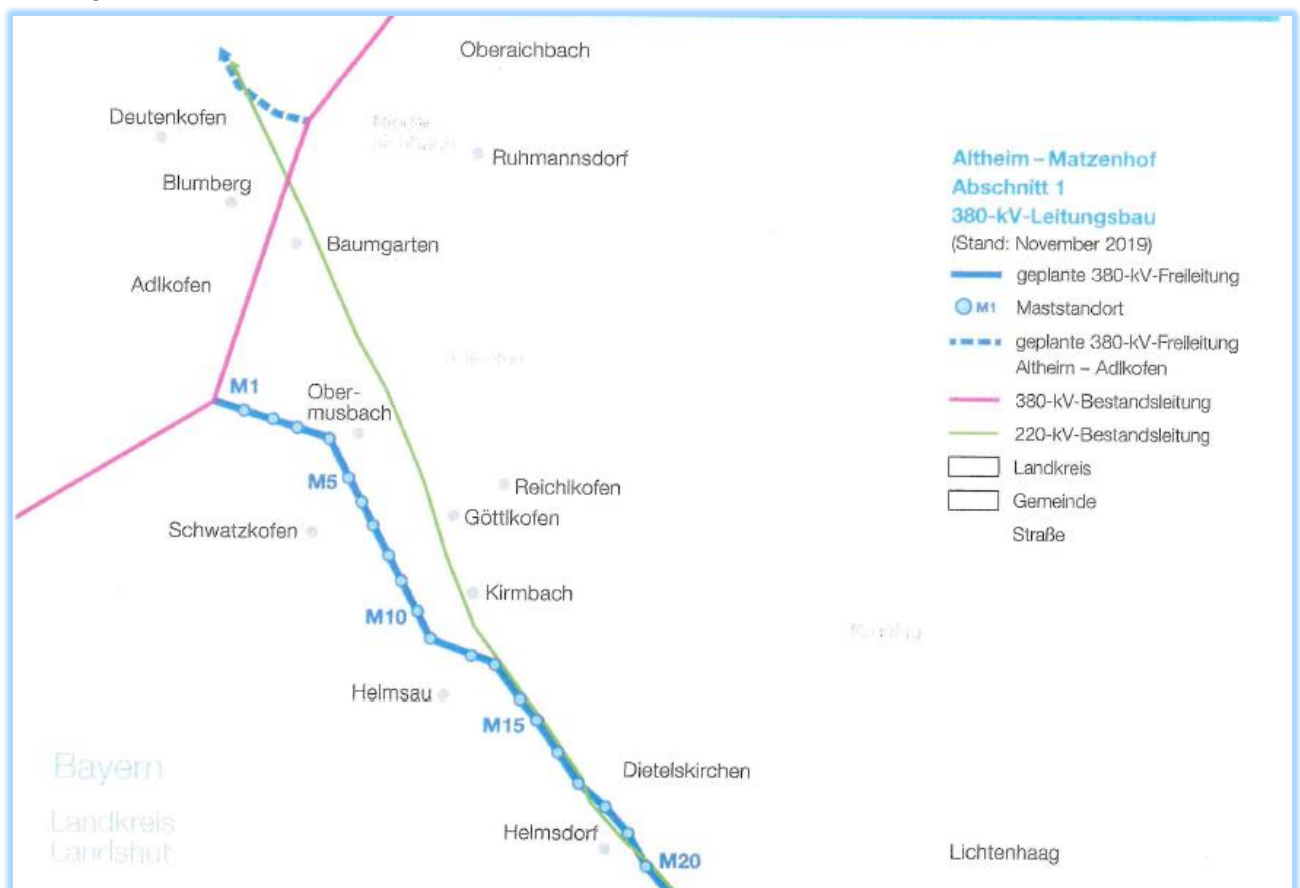 Oberaichbach
Deutenkofen
Ruhmannsdorf
Blumberg
Baumgarten
Adlkofen
Altheim – Matzenhof
Abschnitt 1
380-kV-Leitungsbau
(Stand: November 2019)
geplante 380-kV-Freileitung
M1 Maststandort
geplante 380-kV-Freileitung
Altheim – Adlkofen
380-kV-Bestandsleitung
220-kV-Bestandsleitung
Landkreis
Gemeinde
Straße
M1
Ober-
musbach
M5
Reichlkofen
Göttlkofen
Schwatzkofen
Kirmbach
M10
Helmsau
M15
Dietelskirchen
Helmsdorf
M20
Lichtenhaag
Bayern
Landkreis
Landshut